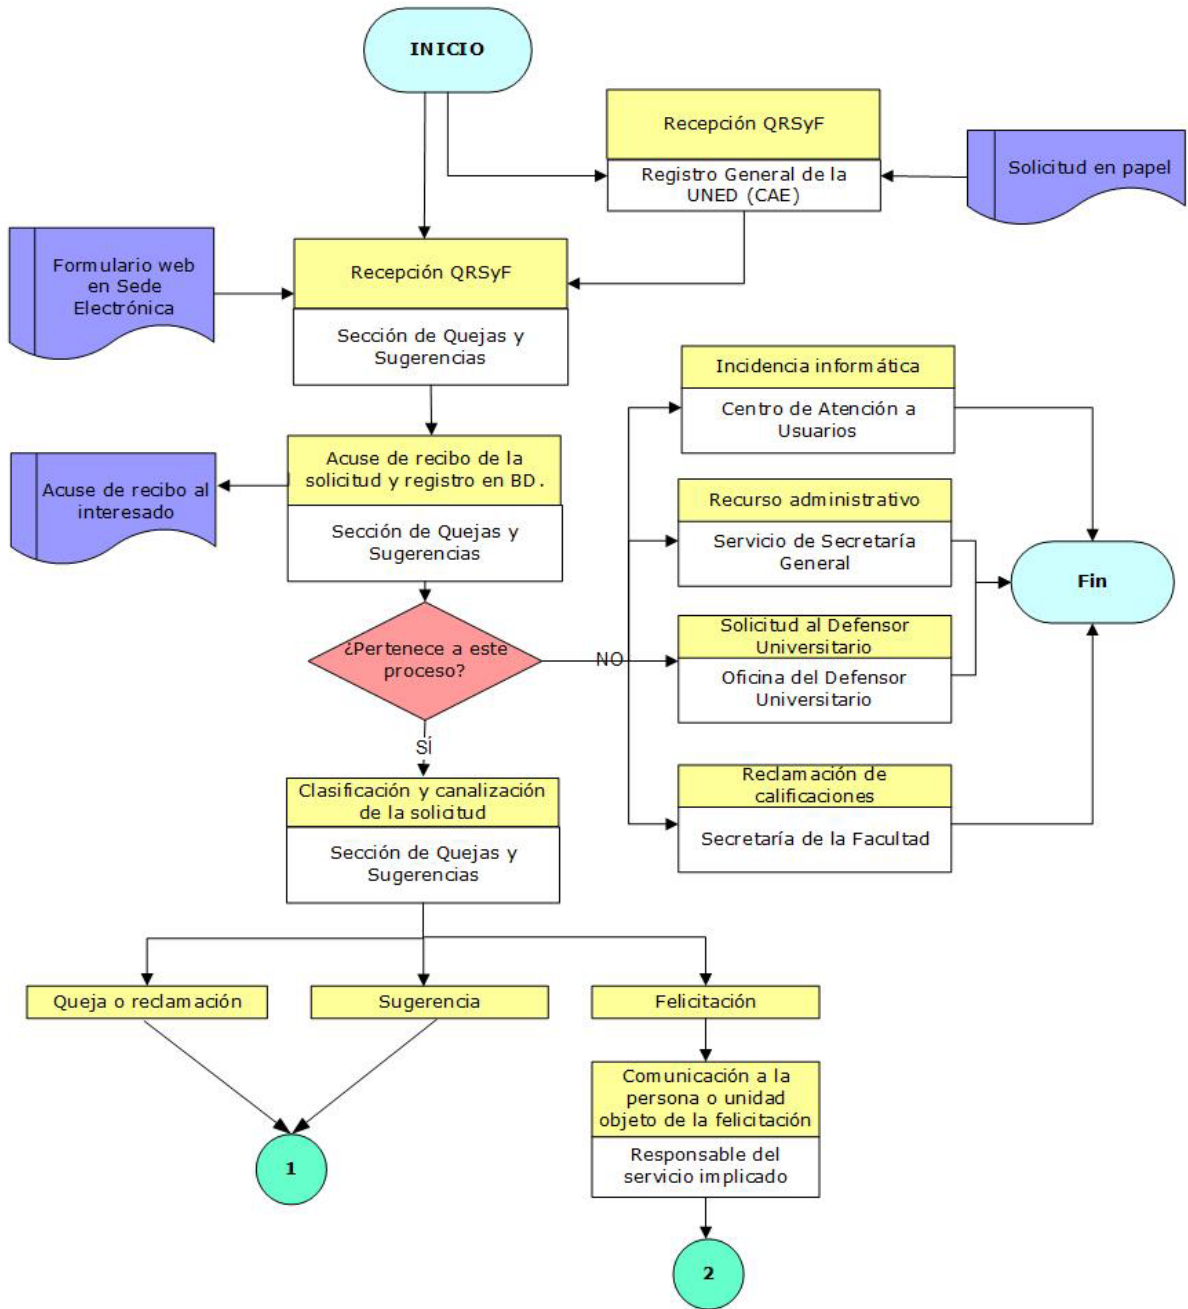 INICIO
Recepción QRSyF
Registro General de la
UNED (CAE)
Solicitud en papel
Formulario web
en Sede
Electrónica
Recepción QRSyF
Sección de Quejas y
Sugerencias
Acuse de recibo de la
solicitud y registro en BD.
Sección de Quejas y
Sugerencias
Acuse de recibo al
interesado
¿Pertenece a este
proceso?
NO
Incidencia informática
Centro de Atención a
Usuarios
Recurso administrativo
Servicio de Secretaría
General
Solicitud al Defensor
Universitario
Oficina del Defensor
Universitario
Reclamación de
calificaciones
Secretaría de la Facultad
Fin
SÍ
Clasificación y canalización
de la solicitud
Sección de Quejas y
Sugerencias
Queja o reclamación
Sugerencia
Felicitación
Comunicación a la
persona o unidad
objeto de la felicitación
Responsable del
servicio implicado
1
2